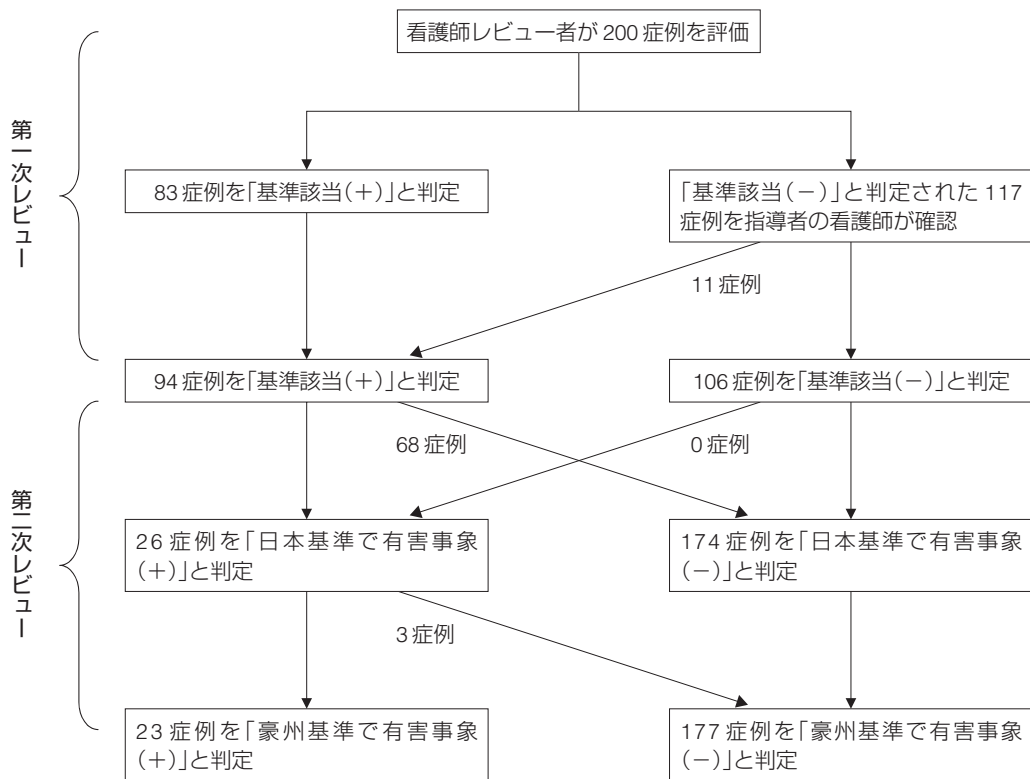 看護師レビュー者が 200 症例を評価
第一次レビュー
83 症例を「基準該当(+)」と判定
「基準該当(-)」と判定された 117
症例を指導者の看護師が確認
11 症例
94 症例を「基準該当(+)」と判定
106 症例を「基準該当(-)」と判定
68 症例
0 症例
第二次レビュー
26 症例を「日本基準で有害事象
(+)」と判定
174 症例を「日本基準で有害事象
(-)」と判定
3 症例
23 症例を「豪州基準で有害事象
(+)」と判定
177 症例を「豪州基準で有害事象
(-)」と判定